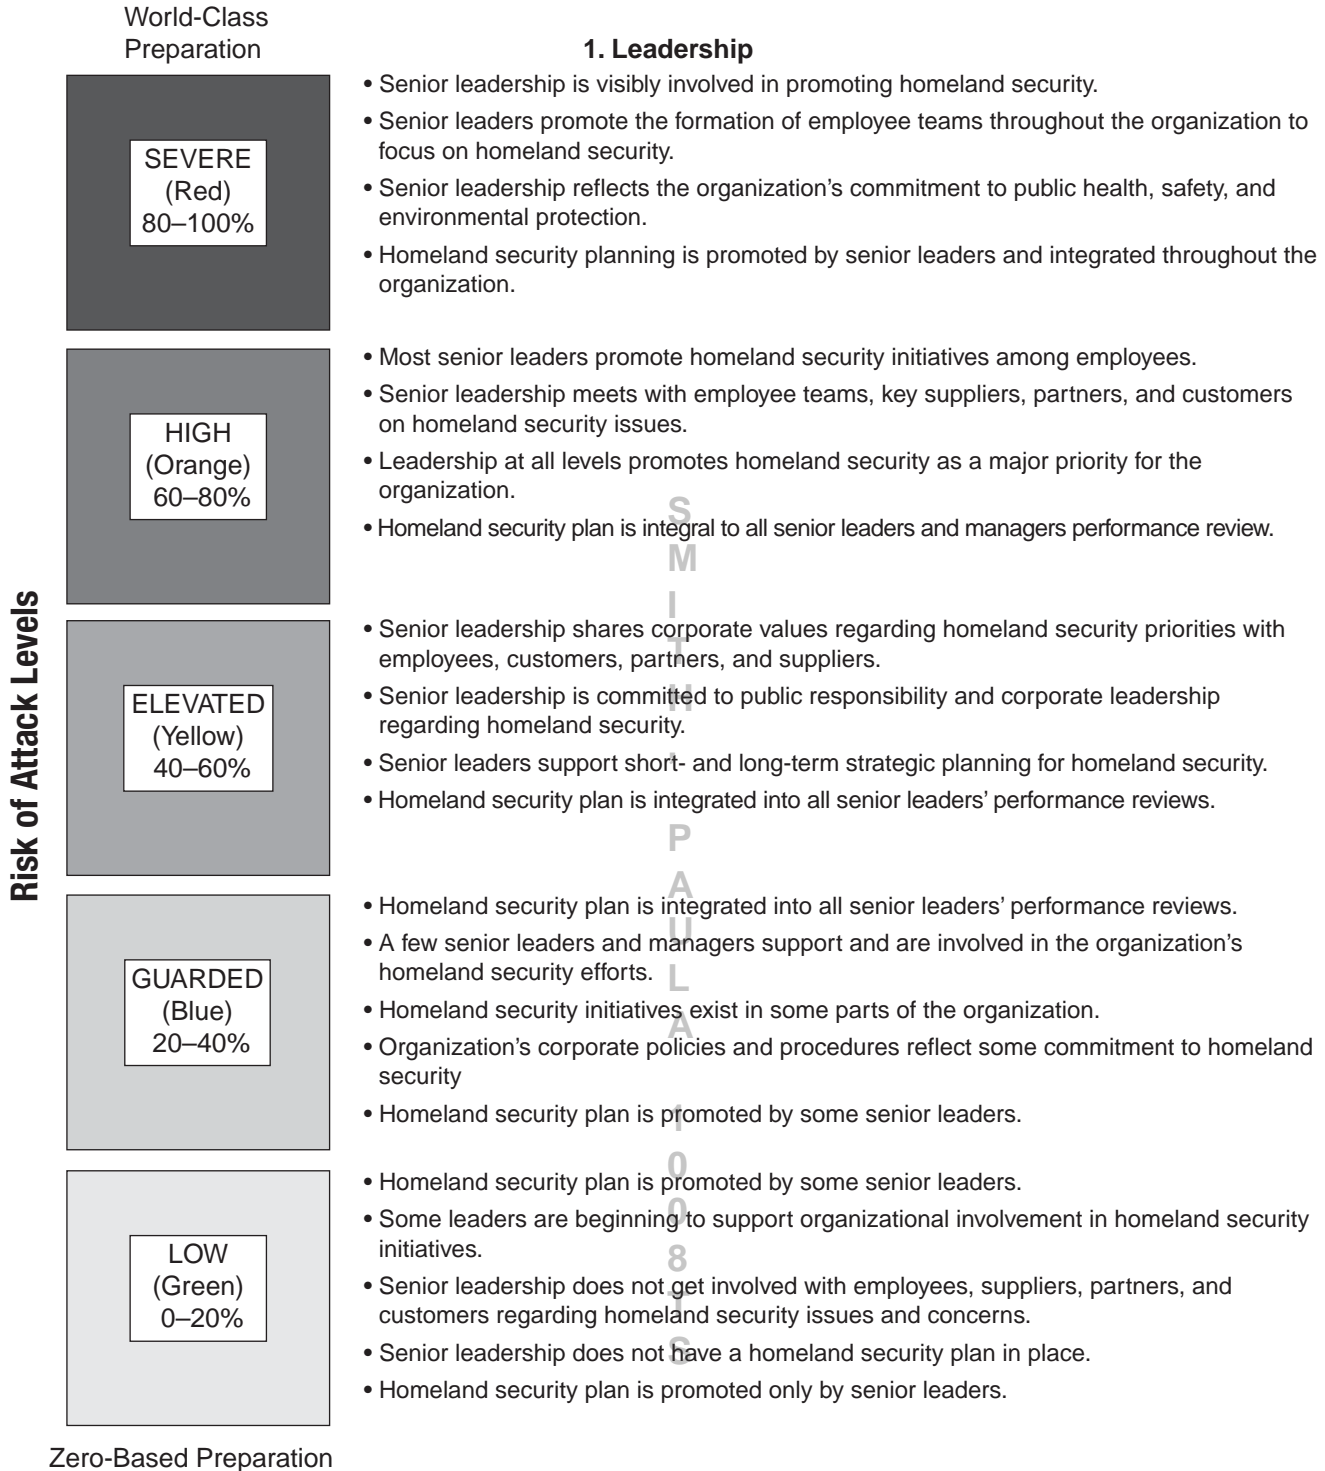 World-Class
Preparation
1. Leadership
Risk of Attack Levels
SEVERE
(Red)
80–100%
• Senior leadership is visibly involved in promoting homeland security.
• Senior leaders promote the formation of employee teams throughout the organization to
focus on homeland security.
• Senior leadership reflects the organization’s commitment to public health, safety, and
environmental protection.
• Homeland security planning is promoted by senior leaders and integrated throughout the
organization.
HIGH
(Orange)
60–80%
• Most senior leaders promote homeland security initiatives among employees.
• Senior leadership meets with employee teams, key suppliers, partners, and customers
on homeland security issues.
• Leadership at all levels promotes homeland security as a major priority for the
organization.
• Homeland security plan is integral to all senior leaders and managers performance review.
ELEVATED
(Yellow)
40–60%
• Senior leadership shares corporate values regarding homeland security priorities with
employees, customers, partners, and suppliers.
• Senior leadership is committed to public responsibility and corporate leadership
regarding homeland security.
• Senior leaders support short- and long-term strategic planning for homeland security.
• Homeland security plan is integrated into all senior leaders’ performance reviews.
GUARDED
(Blue)
20–40%
• Homeland security plan is integrated into all senior leaders’ performance reviews.
• A few senior leaders and managers support and are involved in the organization’s
homeland security efforts.
• Homeland security initiatives exist in some parts of the organization.
• Organization’s corporate policies and procedures reflect some commitment to homeland
security
• Homeland security plan is promoted by some senior leaders.
LOW
(Green)
0–20%
• Homeland security plan is promoted by some senior leaders.
• Some leaders are beginning to support organizational involvement in homeland security
initiatives.
• Senior leadership does not get involved with employees, suppliers, partners, and
customers regarding homeland security issues and concerns.
• Senior leadership does not have a homeland security plan in place.
• Homeland security plan is promoted only by senior leaders.
Zero-Based Preparation
SMITH, PAULA 1008TS